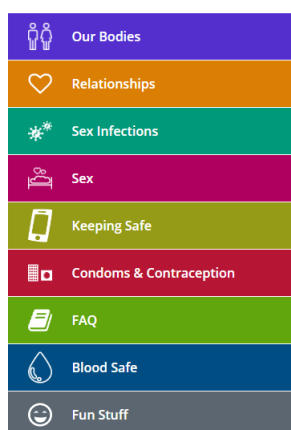 Our Bodies
Relationships
Sex Infections
Sex
Keeping Safe
Condoms & Contraception
FAQ
Blood Safe
Fun Stuff